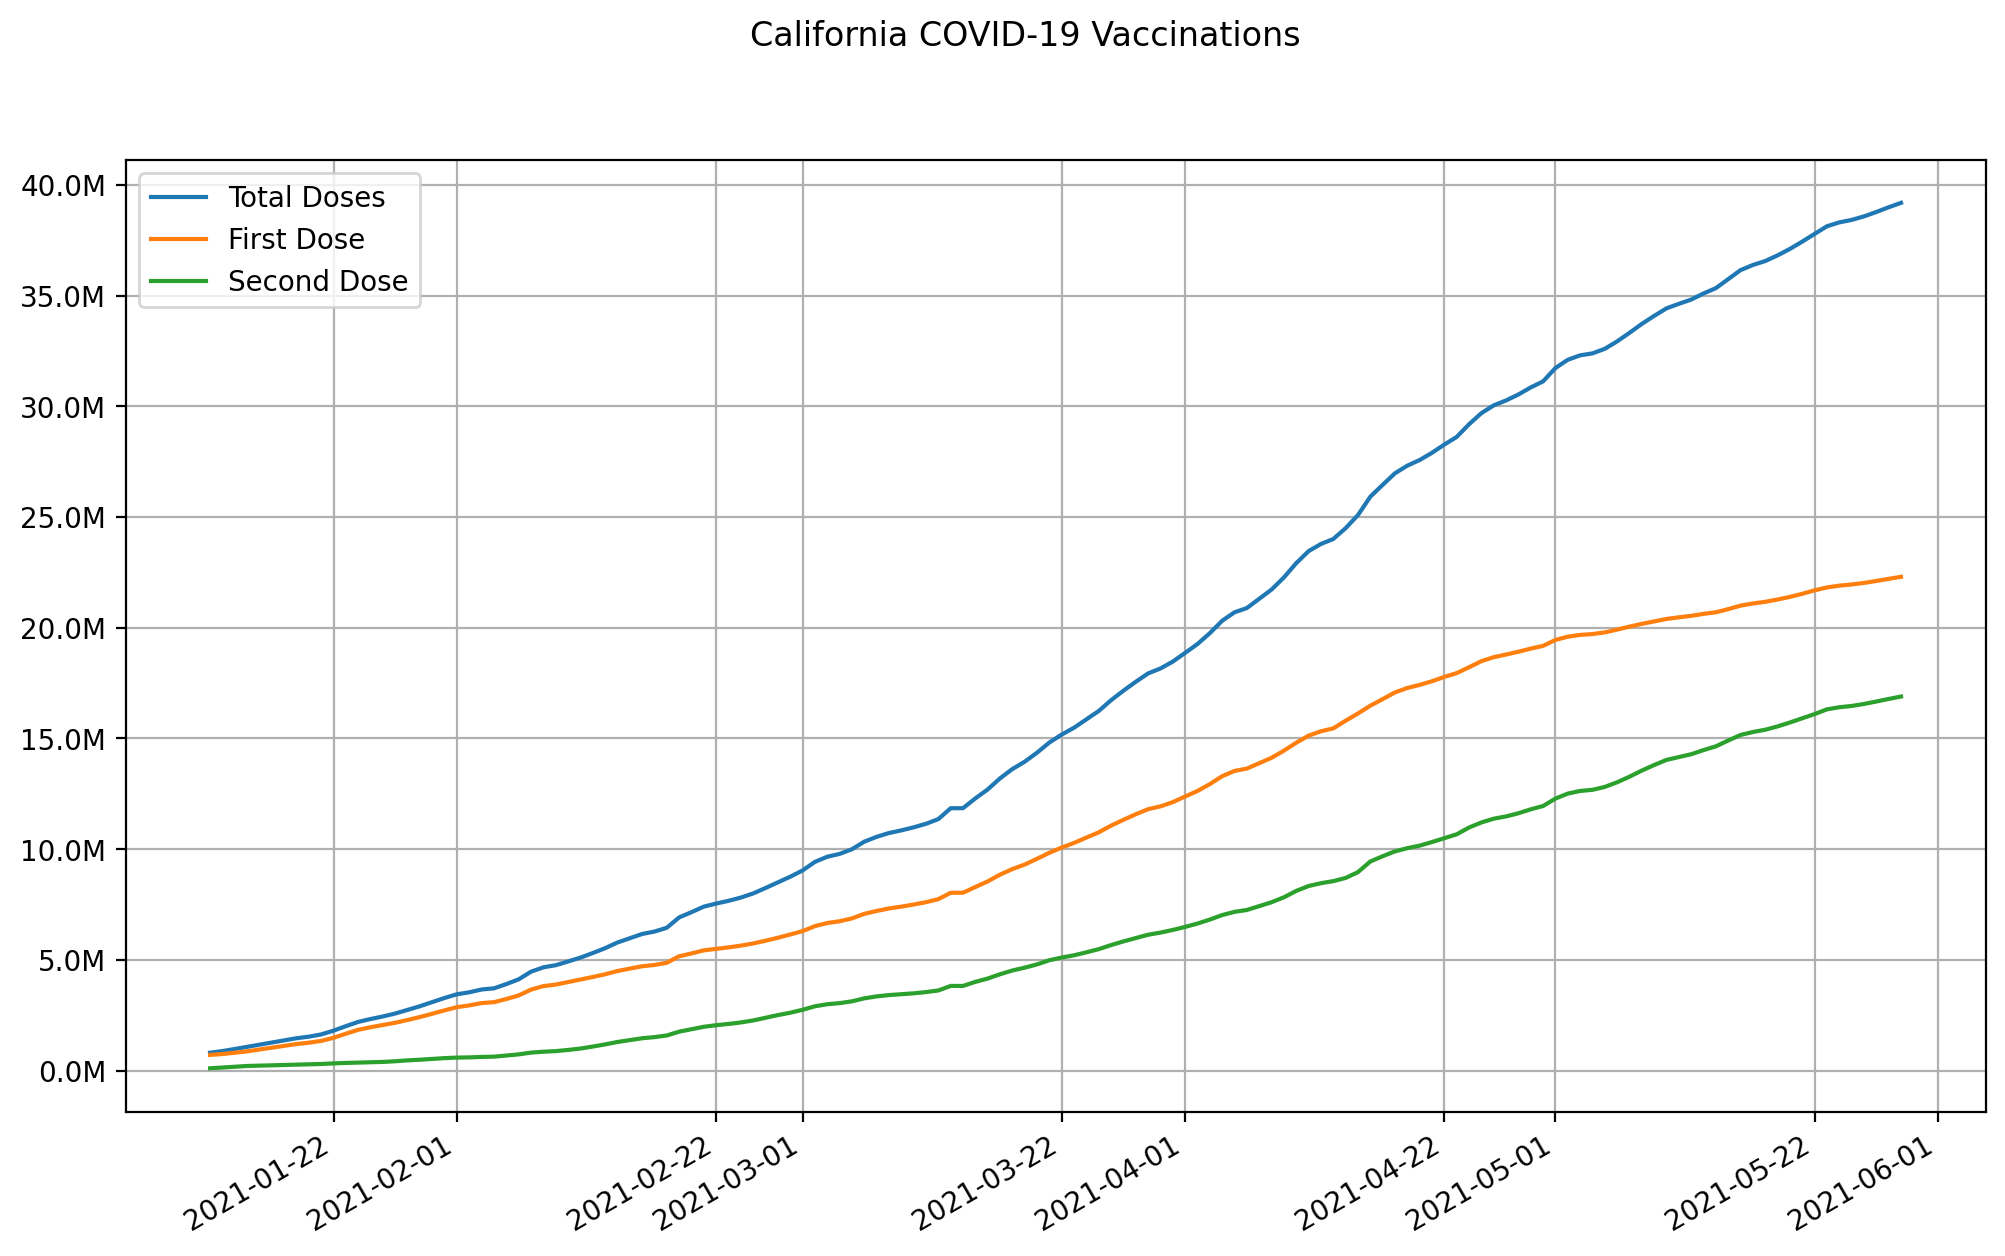 California COVID-19 Vaccinations
40.0M
35.0M
30.0M
25.0M
20.0M
15.0M
10.0M
5.0M
0.0M
Total Doses
First Dose
Second Dose
2021-01-22
2021-02-01
2021-02-22
2021-03-01
2021-03-22
2021-04-01
2021-04-22
2021-05-01
2021-05-22
2021-06-01